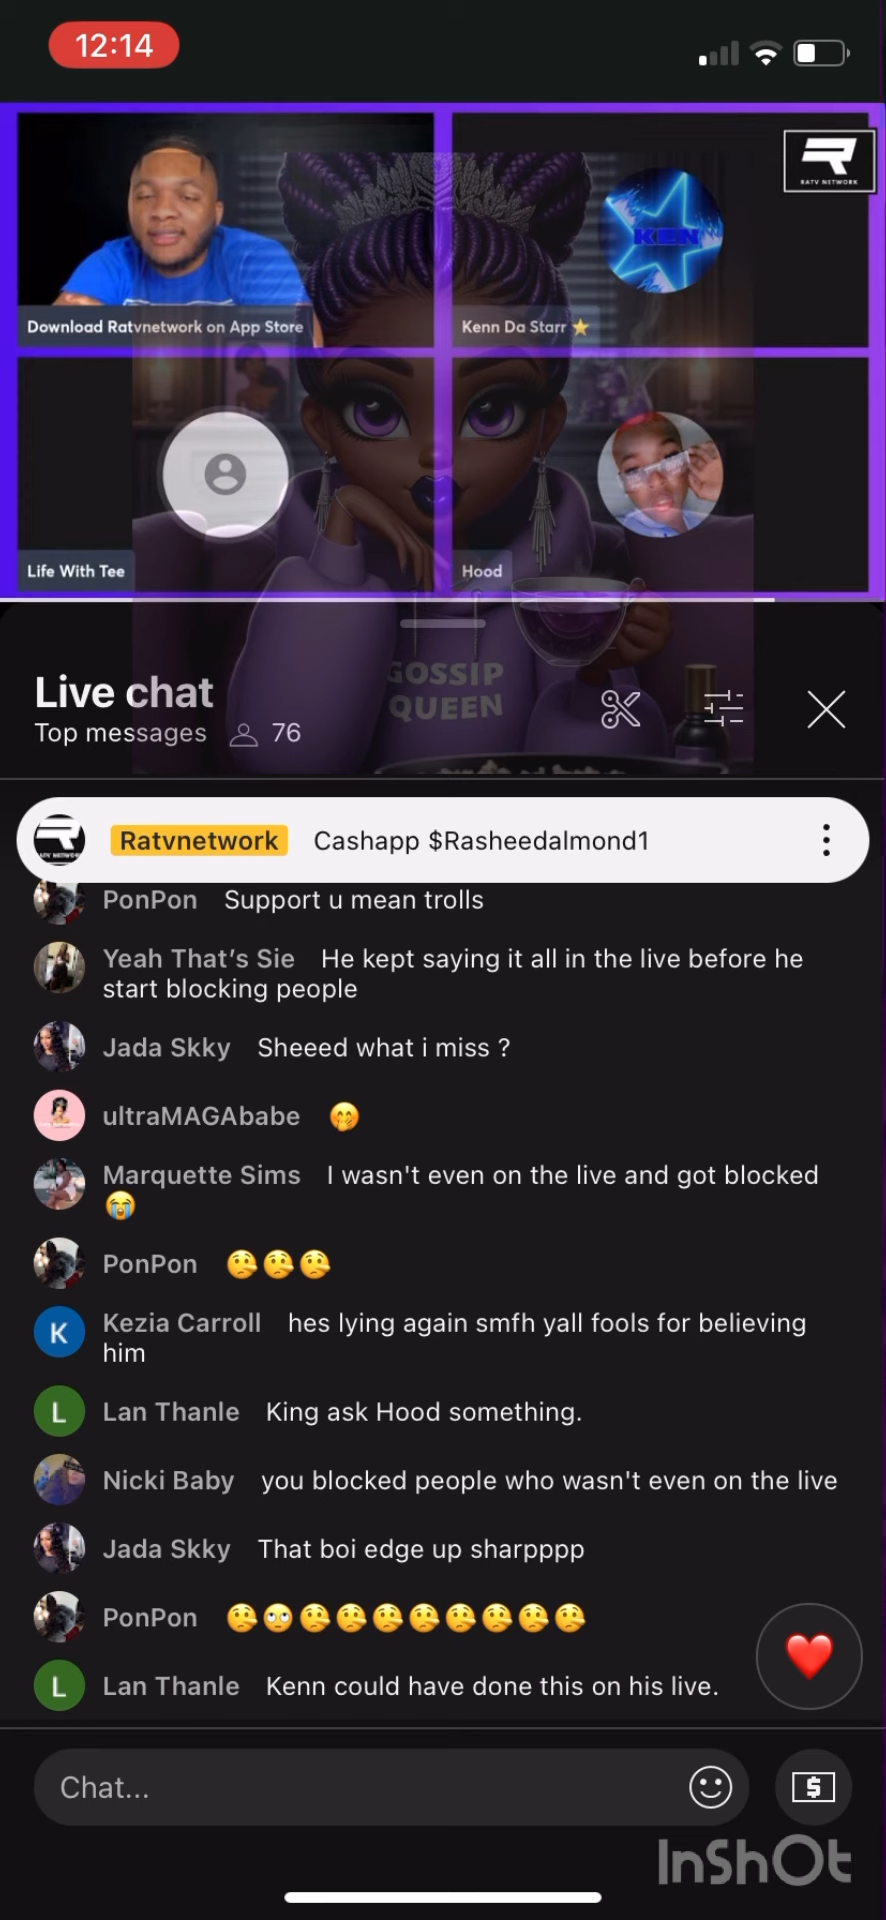 12:14
RATV NETWORK
KEN
Download Ratvnetwork on App Store
Kenn Da Starr ⭐
Life With Tee
Hood
GOSSIP
QUEEN
Live chat
Top messages 76
Ratvnetwork Cashapp $Rasheedalmond1
PonPon Support u mean trolls
Yeah That’s Sie He kept saying it all in the live before he
start blocking people
Jada Skky Sheeed what i miss ?
ultraMAGAbabe 🤭
Marquette Sims I wasn't even on the live and got blocked
😭
PonPon 🤥🤥🤥
K
Kezia Carroll hes lying again smfh yall fools for believing
him
L
Lan Thanle King ask Hood something.
Nicki Baby you blocked people who wasn't even on the live
Jada Skky That boi edge up sharpppp
PonPon 🤥🙄🤥🤥🤥🤥🤥🤥🤥🤥
L
Lan Thanle Kenn could have done this on his live.
Chat...
InShOt